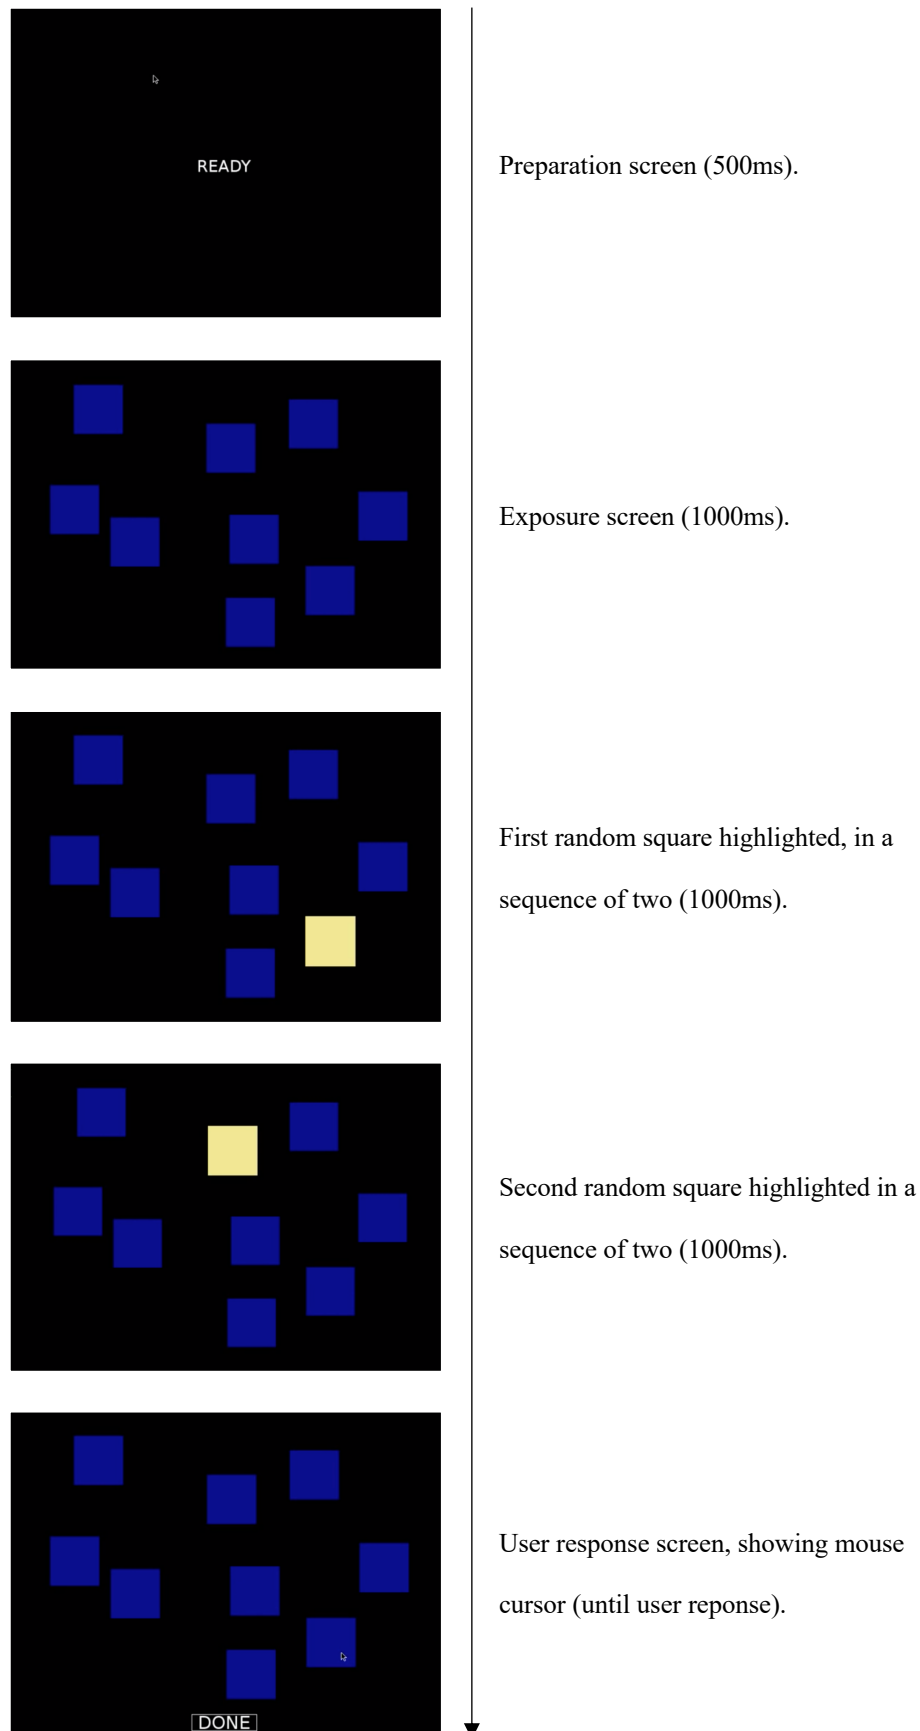 READY
Preparation screen (500ms).
Exposure screen (1000ms).
First random square highlighted, in a
sequence of two (1000ms).
Second random square highlighted in a
sequence of two (1000ms).
User response screen, showing mouse
cursor (until user reponse).
DONE